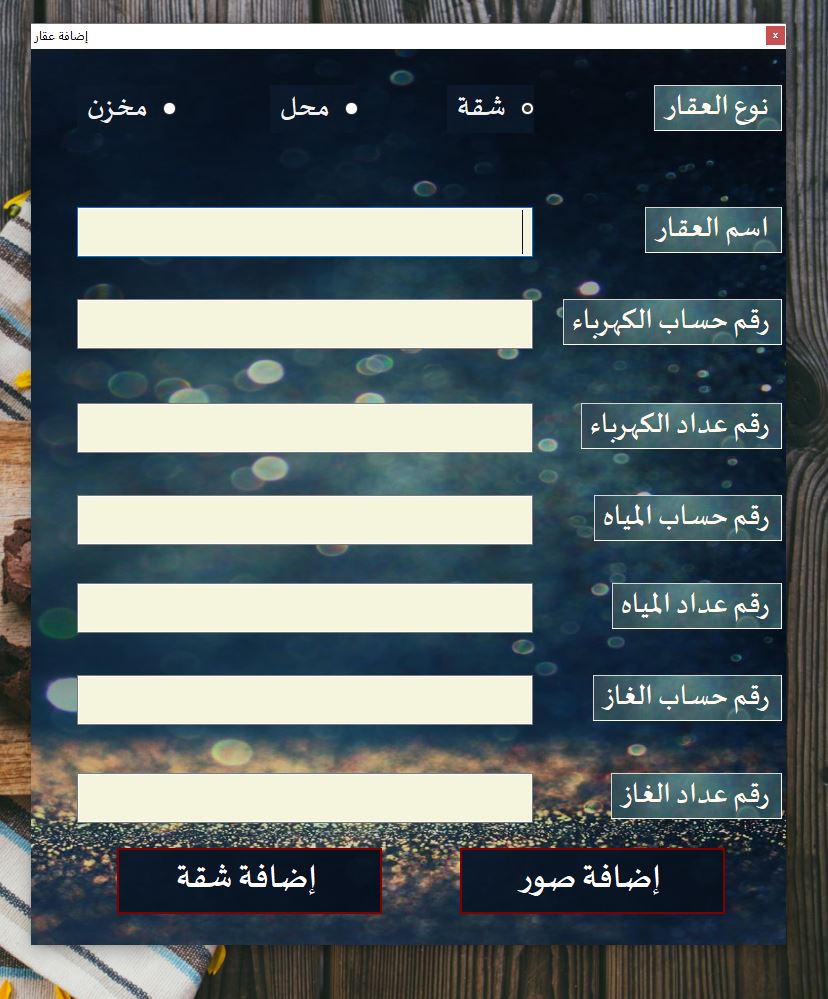 إضافة عقار
x
نوع العقار شقة محل مخزن
اسم العقار
رقم حساب الكهرباء
رقم عداد الكهرباء
رقم حساب المياه
رقم عداد المياه
رقم حساب الغاز
رقم عداد الغاز
إضافة صور إضافة شقة